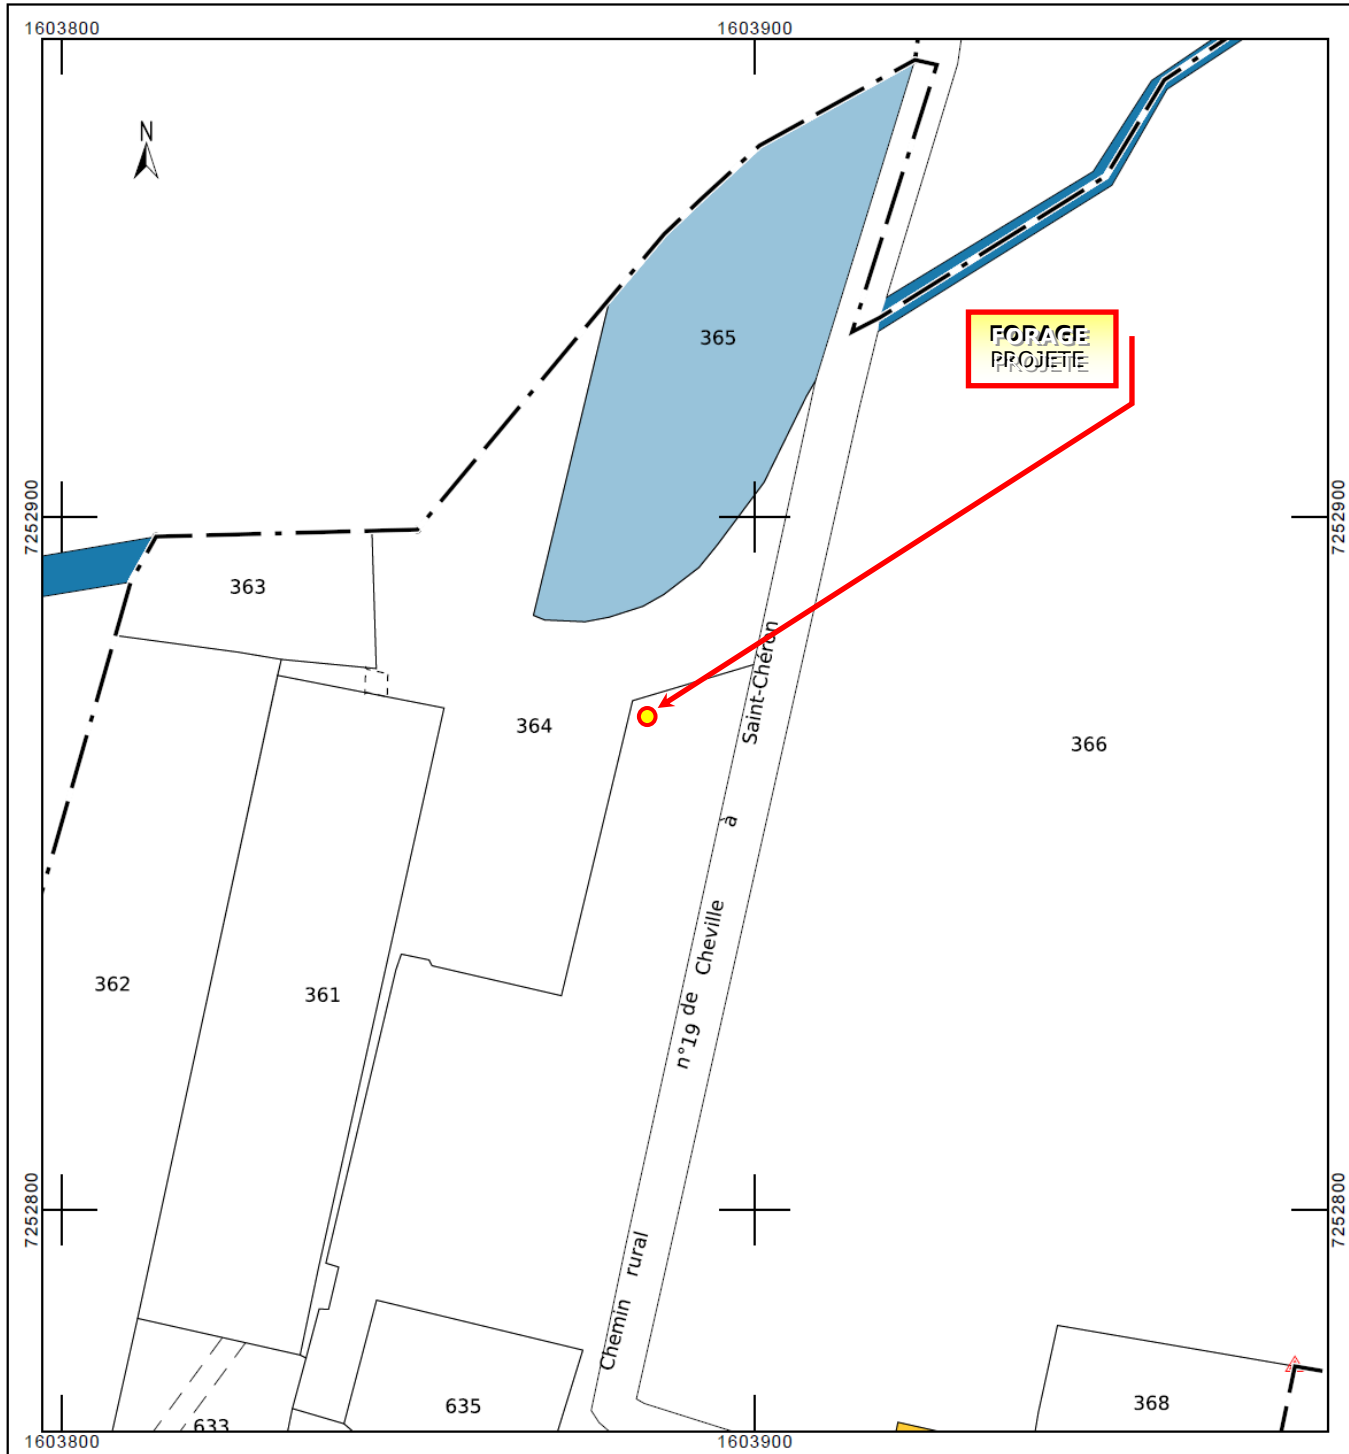 1603800 1603900
N
365
FORAGE
PROJETE
7252900 7252900
363
Saint-Chéron
364
366
à
Cheville
362
361
de
n°19
7252800 7252800
rural
Chemin
368
635
633
1603800 1603900